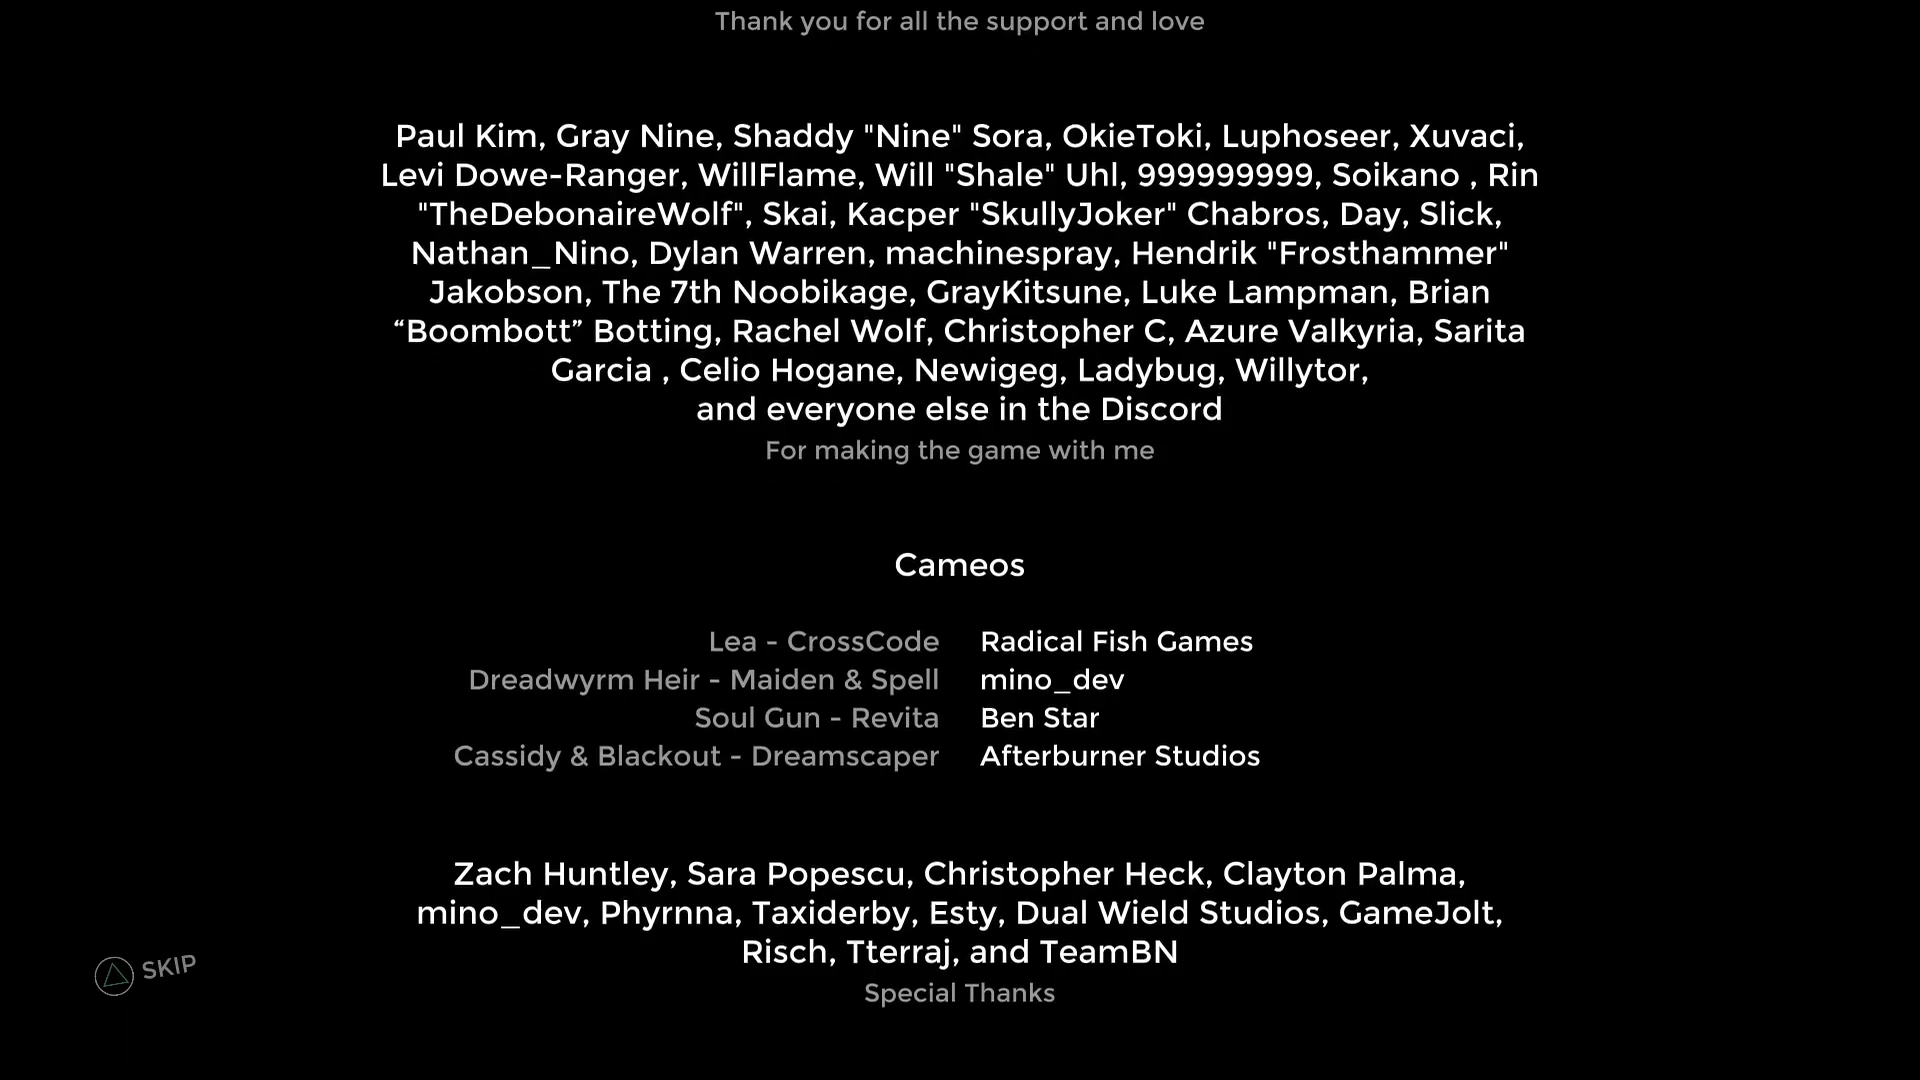 Thank you for all the support and love
Paul Kim, Gray Nine, Shaddy "Nine" Sora, OkieToki, Luphoseer, Xuvaci,
Levi Dowe-Ranger, WillFlame, Will "Shale" Uhl, 999999999, Soikano , Rin
"TheDebonaireWolf", Skai, Kacper "SkullyJoker" Chabros, Day, Slick,
Nathan_Nino, Dylan Warren, machinespray, Hendrik "Frosthammer"
Jakobson, The 7th Noobikage, GrayKitsune, Luke Lampman, Brian
“Boombott” Botting, Rachel Wolf, Christopher C, Azure Valkyria, Sarita
Garcia , Celio Hogane, Newigeg, Ladybug, Willytor,
and everyone else in the Discord
For making the game with me
Cameos
Lea - CrossCode Radical Fish Games
Dreadwyrm Heir - Maiden & Spell mino_dev
Soul Gun - Revita Ben Star
Cassidy & Blackout - Dreamscaper Afterburner Studios
Zach Huntley, Sara Popescu, Christopher Heck, Clayton Palma,
mino_dev, Phyrnna, Taxiderby, Esty, Dual Wield Studios, GameJolt,
Risch, Tterraj, and TeamBN
SKIP
Special Thanks